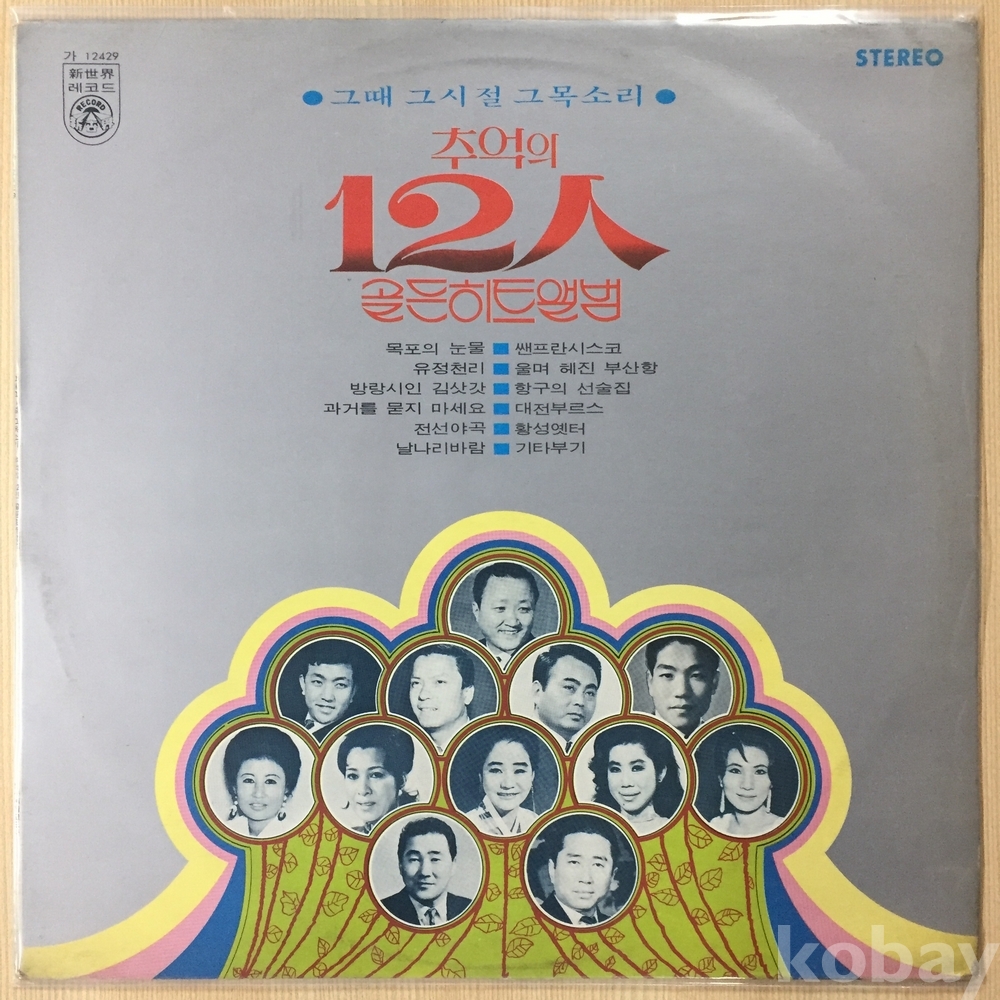 가 12429
新世界
레코드
RECORD
STEREO
● 그때 그시절 그목소리 ●
추억의
12人
골든히트앨범
목포의 눈물 ■ 쌘프란시스코
유정천리 ■ 울며 헤진 부산항
방랑시인 김삿갓 ■ 항구의 선술집
과거를 묻지 마세요 ■ 대전부르스
전선야곡 ■ 황성옛터
날나리바람 ■ 기타부기
kobay